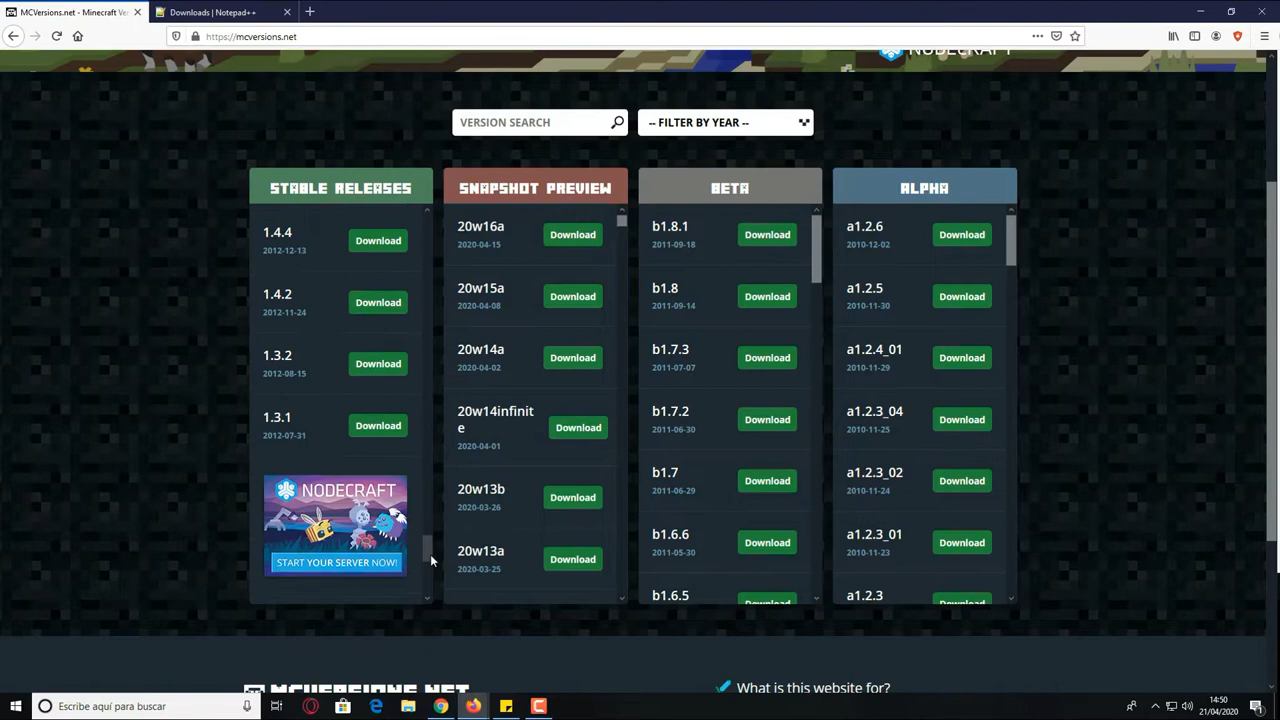 MCVersions.net - Minecraft Ve
Downloads | Notepad++
https://mcversions.net
NODECRAFT
VERSION SEARCH
-- FILTER BY YEAR --
STABLE RELEASES
1.4.4
2012-12-13
Download
1.4.2
2012-11-24
Download
1.3.2
2012-08-15
Download
1.3.1
2012-07-31
Download
NODECRAFT
START YOUR SERVER NOW!
SNAPSHOT PREVIEW
20w16a
2020-04-15
Download
20w15a
2020-04-08
Download
20w14a
2020-04-02
Download
20w14infinit
e
2020-04-01
Download
20w13b
2020-03-26
Download
20w13a
2020-03-25
Download
BETA
b1.8.1
2011-09-18
Download
b1.8
2011-09-14
Download
b1.7.3
2011-07-07
Download
b1.7.2
2011-06-30
Download
b1.7
2011-06-29
Download
b1.6.6
2011-05-30
Download
b1.6.5
Download
ALPHA
a1.2.6
2010-12-02
Download
a1.2.5
2010-11-30
Download
a1.2.4_01
2010-11-29
Download
a1.2.3_04
2010-11-25
Download
a1.2.3_02
2010-11-24
Download
a1.2.3_01
2010-11-23
Download
a1.2.3
Download
MCVERSIONS.NET
What is this website for?
Escribe aquí para buscar
14:50
21/04/2020
1